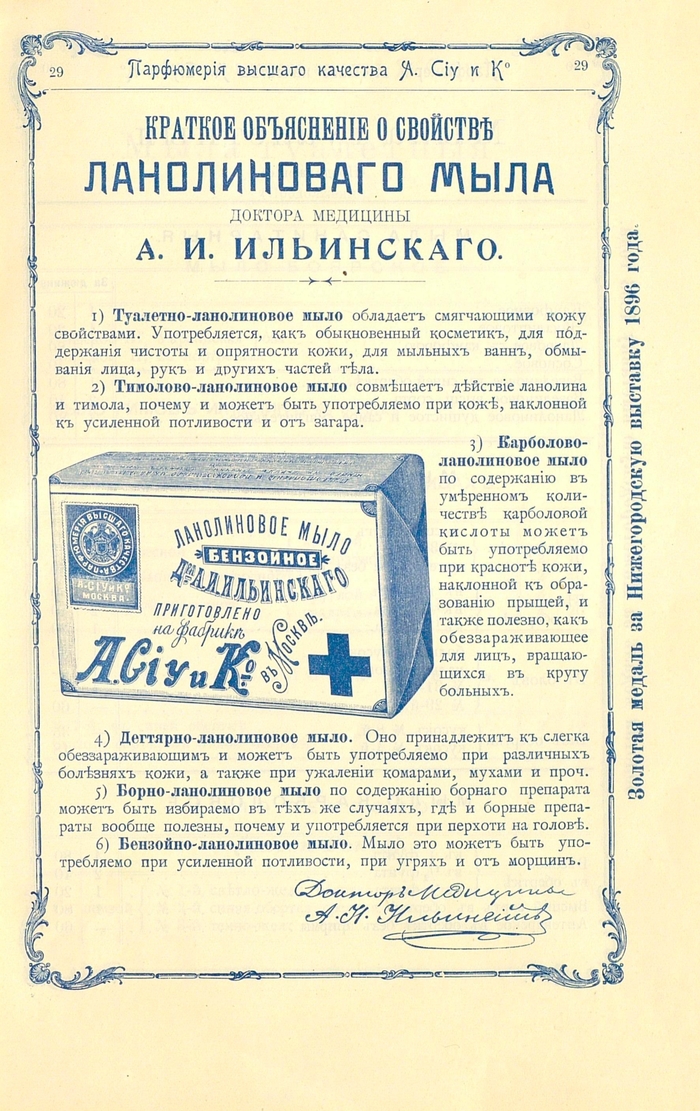 29 Парфюмерія высшаго качества А. Сіу и Кº 29
КРАТКОЕ ОБЪЯСНЕНІЕ О СВОЙСТВѢ
ЛАНОЛИНОВАГО МЫЛА
ДОКТОРА МЕДИЦИНЫ
А. И. ИЛЬИНСКАГО.
1) Туалетно-ланолиновое мыло обладаетъ смягчающими кожу
свойствами. Употребляется, какъ обыкновенный косметикъ, для под-
держанія чистоты и опрятности кожи, для мыльныхъ ваннъ, обмы-
ванія лица, рукъ и другихъ частей тѣла.
2) Тимолово-ланолиновое мыло совмѣщаетъ дѣйствіе ланолина
и тимола, почему и можетъ быть употребляемо при кожѣ, наклонной
къ усиленной потливости и отъ загара.
3) Карболово-
ланолиновое мыло
по содержанію въ
умѣренномъ коли-
чествѣ карболовой
кислоты можетъ
быть употребляемо
при краснотѣ кожи,
наклонной къ обра-
зованію прыщей, и
также полезно, какъ
обеззараживающее
для лицъ, вращаю-
щихся въ кругу
больныхъ.
ПАРФЮМЕРІЯ ВЫСШАГО КАЧЕСТВА
А. СІУ и Кº
МОСКВА.
ЛАНОЛИНОВОЕ МЫЛО
БЕНЗОЙНОЕ
Д-ра А.И.ИЛЬИНСКАГО
ПРИГОТОВЛЕНО
на фабрикѣ
А.Сіу и Кº
въ Москвѣ.
4) Дегтярно-ланолиновое мыло. Оно принадлежитъ къ слегка
обеззараживающимъ и можетъ быть употребляемо при различныхъ
болѣзняхъ кожи, а также при ужаленіи комарами, мухами и проч.
5) Борно-ланолиновое мыло по содержанію борнаго препарата
можетъ быть избираемо въ тѣхъ же случаяхъ, гдѣ и борные препа-
раты вообще полезны, почему и употребляется при перхоти на головѣ.
6) Бензойно-ланолиновое мыло. Мыло это можетъ быть упо-
требляемо при усиленной потливости, при угряхъ и отъ морщинъ.
Докторъ Медицины
А. И. Ильинскій
Золотая медаль за Нижегородскую выставку 1896 года.